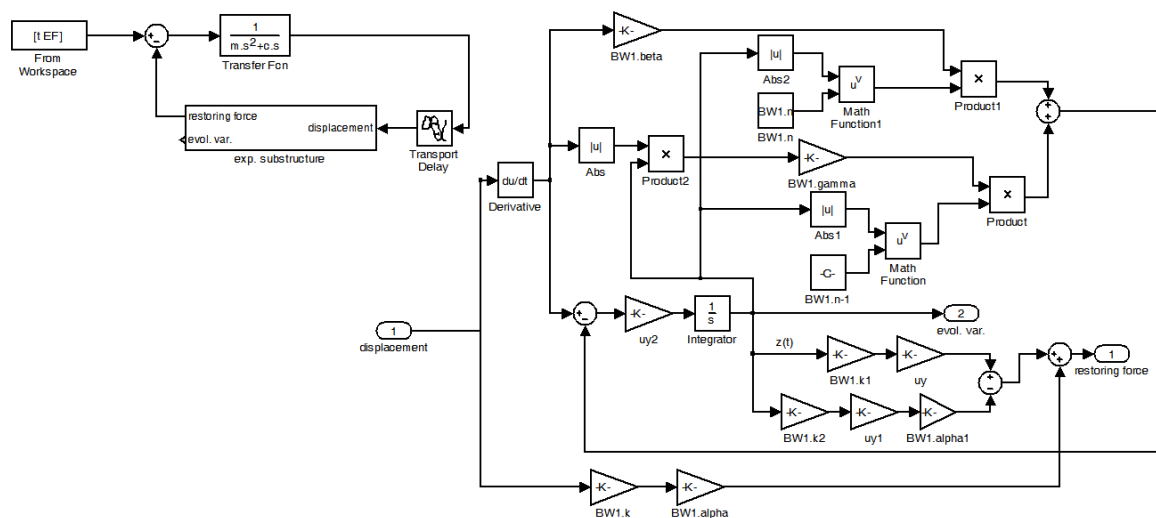 [t EF]
From
Workspace
1
m.s²+c.s
Transfer Fcn
restoring force
evol. var.
displacement
exp. substructure
Transport
Delay
1
displacement
du/dt
Derivative
-K-
BW1.beta
|u|
Abs
×
Product2
|u|
Abs2
BW1.n
BW1.n
u^v
Math
Function1
×
Product1
-K-
BW1.gamma
|u|
Abs1
-C-
BW1.n-1
u^v
Math
Function
×
Product
+
+
+
-
-K-
uy2
1
s
Integrator
2
evol. var.
z(t)
-K-
BW1.k1
-K-
uy
-K-
BW1.k2
-K-
uy1
-K-
BW1.alpha1
+
-
+
+
1
restoring force
-K-
BW1.k
-K-
BW1.alpha
+
-